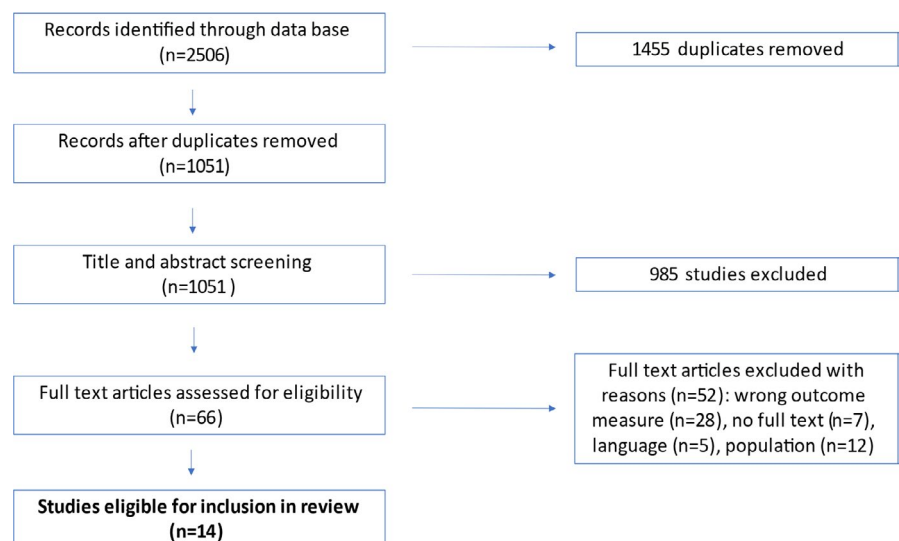 Records identified through data base
(n=2506)
1455 duplicates removed
Records after duplicates removed
(n=1051)
Title and abstract screening
(n=1051 )
985 studies excluded
Full text articles assessed for eligibility
(n=66)
Full text articles excluded with
reasons (n=52): wrong outcome
measure (n=28), no full text (n=7),
language (n=5), population (n=12)
Studies eligible for inclusion in review
(n=14)